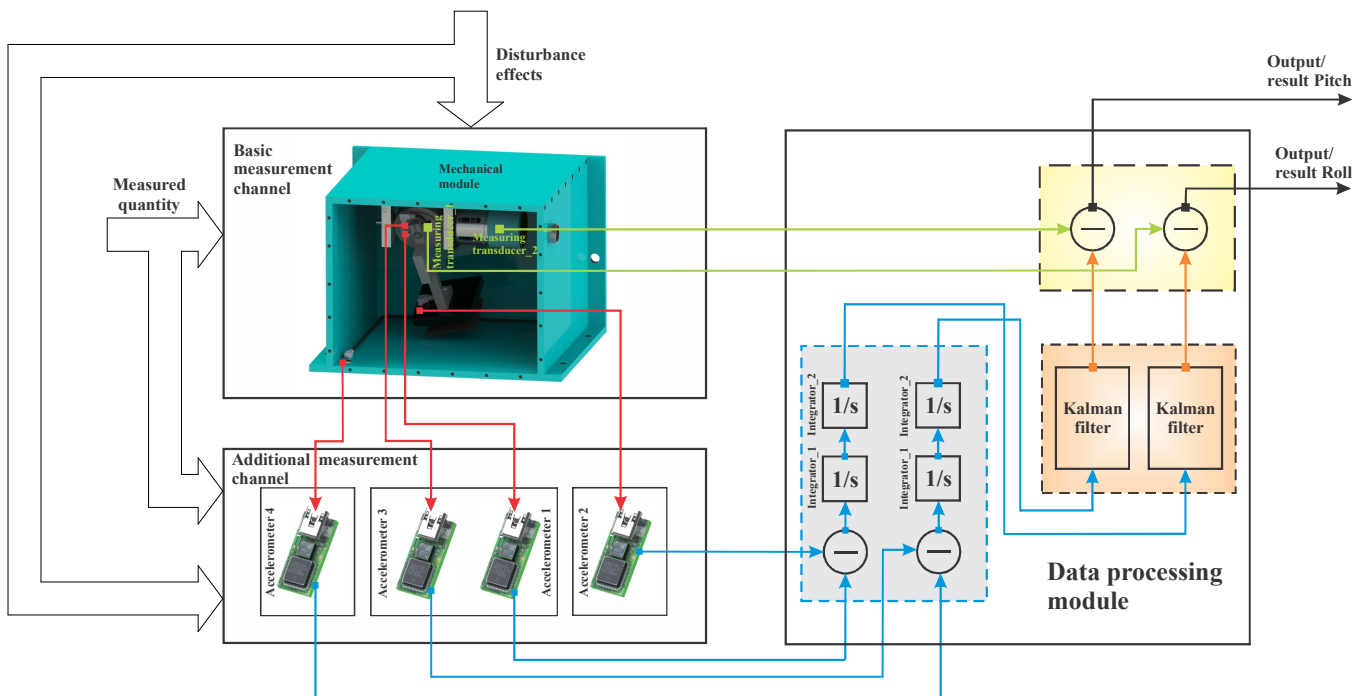 Disturbance
effects
Output/
result Pitch
Output/
result Roll
Basic
measurement
channel
Mechanical
module
Measured
quantity
Measuring
transducer_1
Measuring
transducer_2
Integrator_2
1/s
Integrator_2
1/s
Integrator_1
1/s
Integrator_1
1/s
Kalman
filter
Kalman
filter
Additional measurement
channel
Accelerometer 4
Accelerometer 3
Accelerometer 1
Accelerometer 2
Data processing
module